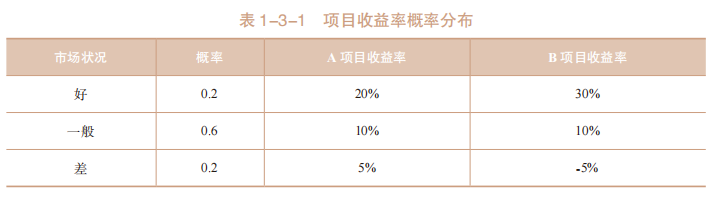 表 1-3-1 项目收益率概率分布
市场状况 概率 A 项目收益率 B 项目收益率
好 0.2 20% 30%
一般 0.6 10% 10%
差 0.2 5% -5%